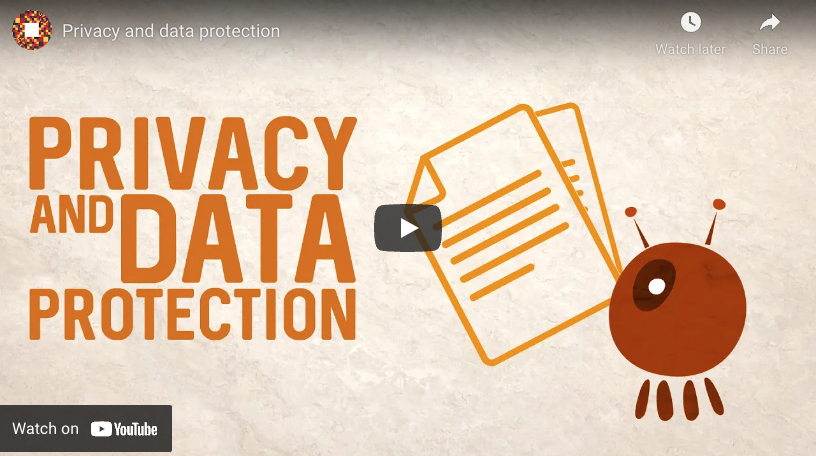 Privacy and data protection
Watch later
Share
PRIVACY
AND DATA
PROTECTION
Watch on YouTube